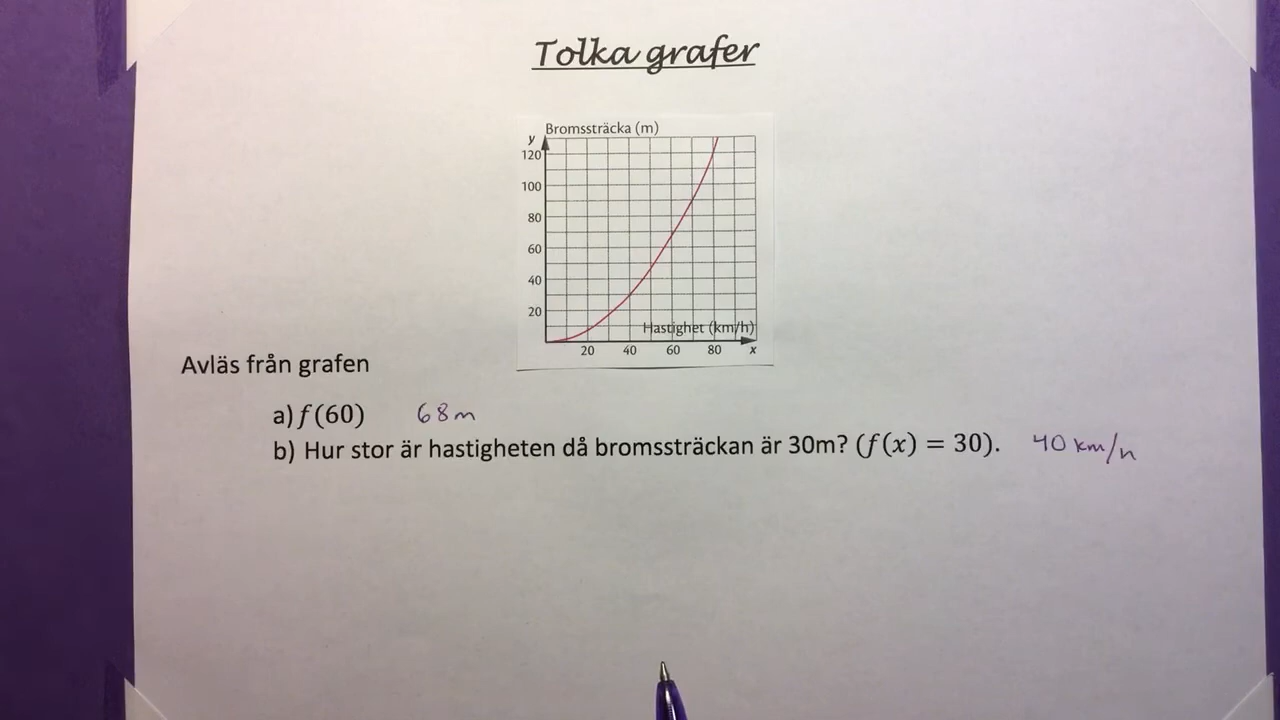 Tolka grafer
Bromssträcka (m)
y
120
100
80
60
40
20
Hastighet (km/h)
20 40 60 80 x
Avläs från grafen
a) f(60) 68m
b) Hur stor är hastigheten då bromssträckan är 30m? (f(x) = 30). 40 km/h